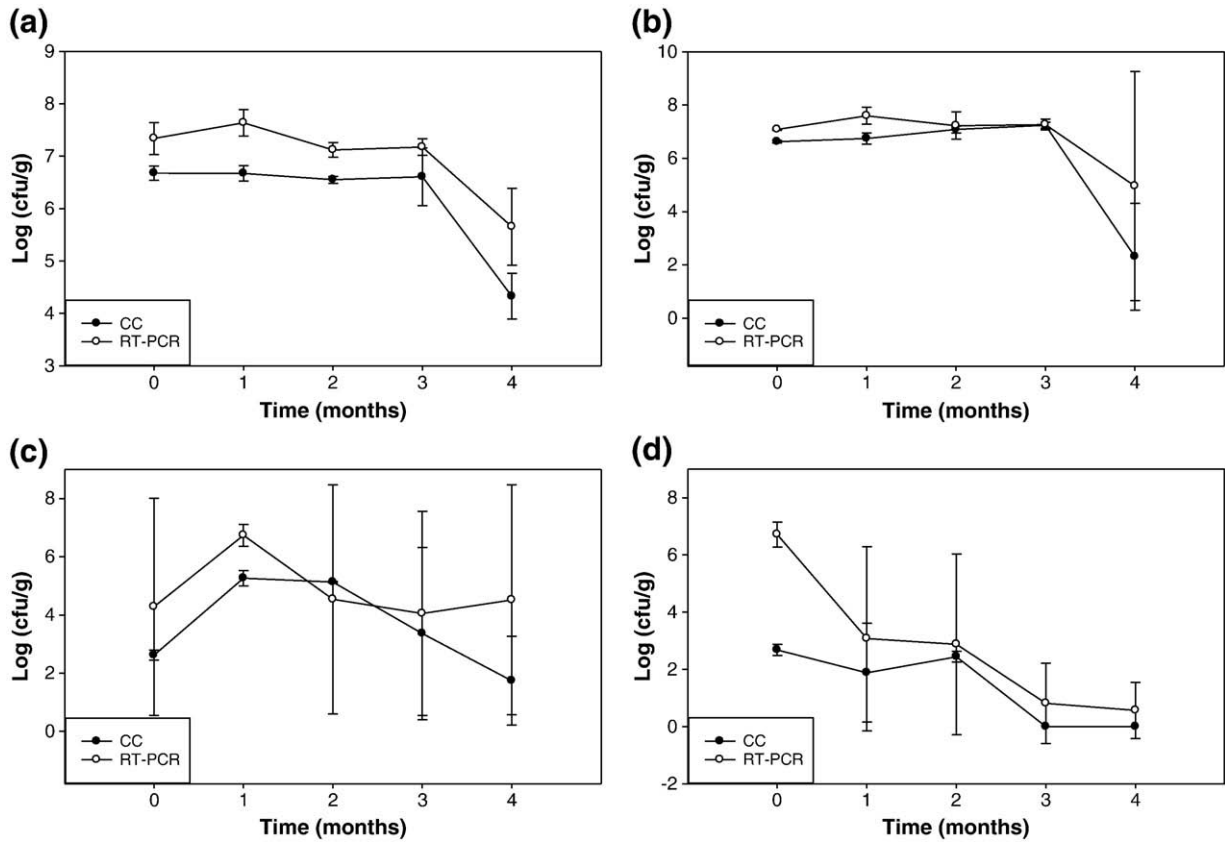 (a)
9
8
7
6
5
4
3
Log (cfu/g)
CC
RT-PCR
0 1 2 3 4
Time (months)
(b)
10
8
6
4
2
0
Log (cfu/g)
CC
RT-PCR
0 1 2 3 4
Time (months)
(c)
8
6
4
2
0
Log (cfu/g)
CC
RT-PCR
0 1 2 3 4
Time (months)
(d)
8
6
4
2
0
-2
Log (cfu/g)
CC
RT-PCR
0 1 2 3 4
Time (months)